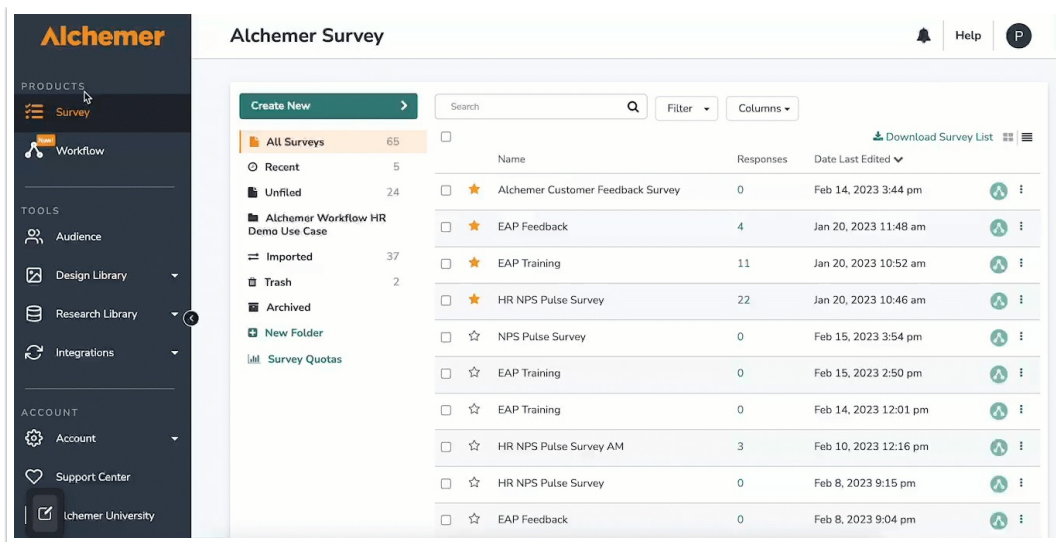 Alchemer
Alchemer Survey
Help
P
PRODUCTS
Survey
New!
Workflow
TOOLS
Audience
Design Library
Research Library
Integrations
ACCOUNT
Account
Support Center
lchemer University
Create New
All Surveys 65
Recent 5
Unfiled 24
Alchemer Workflow HR
Demo Use Case
Imported 37
Trash 2
Archived
New Folder
Survey Quotas
Search
Filter
Columns
Download Survey List
Name Responses Date Last Edited
Alchemer Customer Feedback Survey 0 Feb 14, 2023 3:44 pm
EAP Feedback 4 Jan 20, 2023 11:48 am
EAP Training 11 Jan 20, 2023 10:52 am
HR NPS Pulse Survey 22 Jan 20, 2023 10:46 am
NPS Pulse Survey 0 Feb 15, 2023 3:54 pm
EAP Training 0 Feb 15, 2023 2:50 pm
EAP Training 0 Feb 14, 2023 12:01 pm
HR NPS Pulse Survey AM 3 Feb 10, 2023 12:16 pm
HR NPS Pulse Survey 0 Feb 8, 2023 9:15 pm
EAP Feedback 0 Feb 8, 2023 9:04 pm